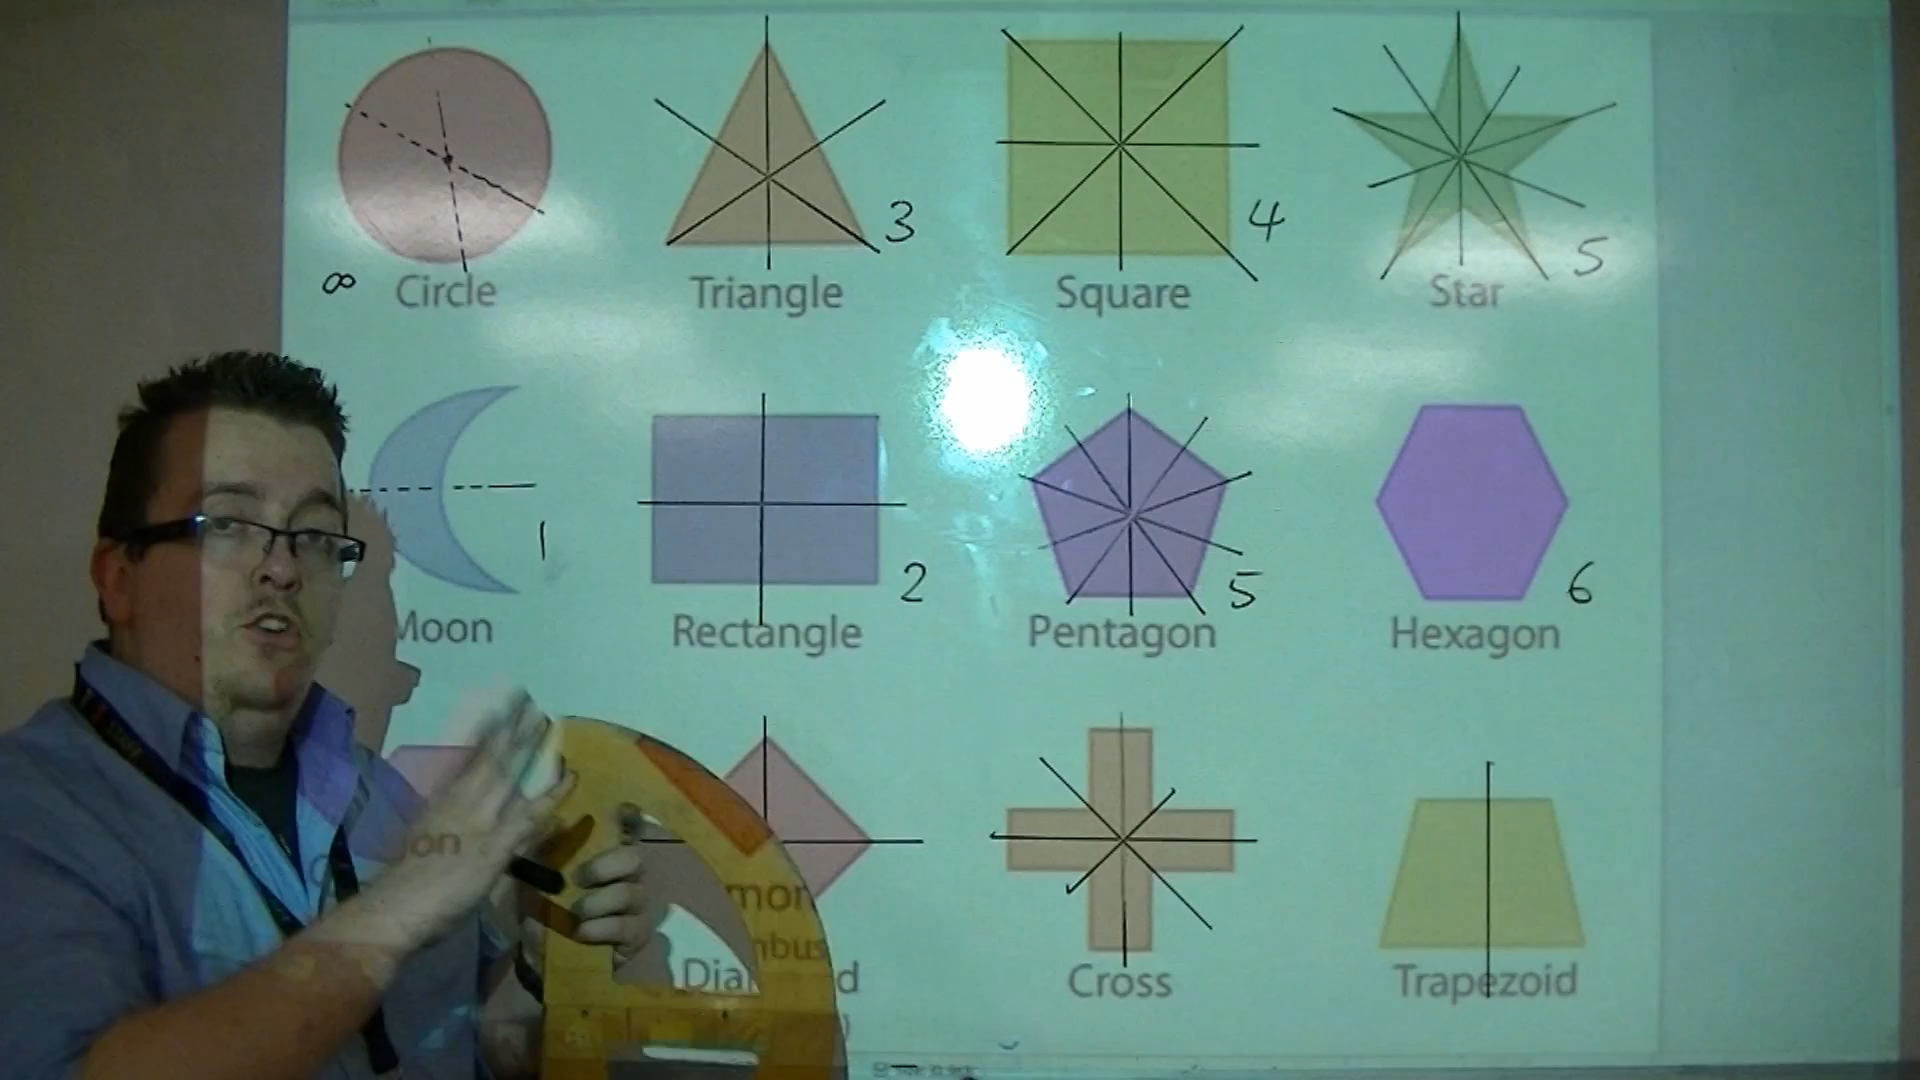 ∞ Circle
Triangle 3
Square 4
Star 5
Moon 1
Rectangle 2
Pentagon 5
Hexagon 6
Cross
Trapezoid